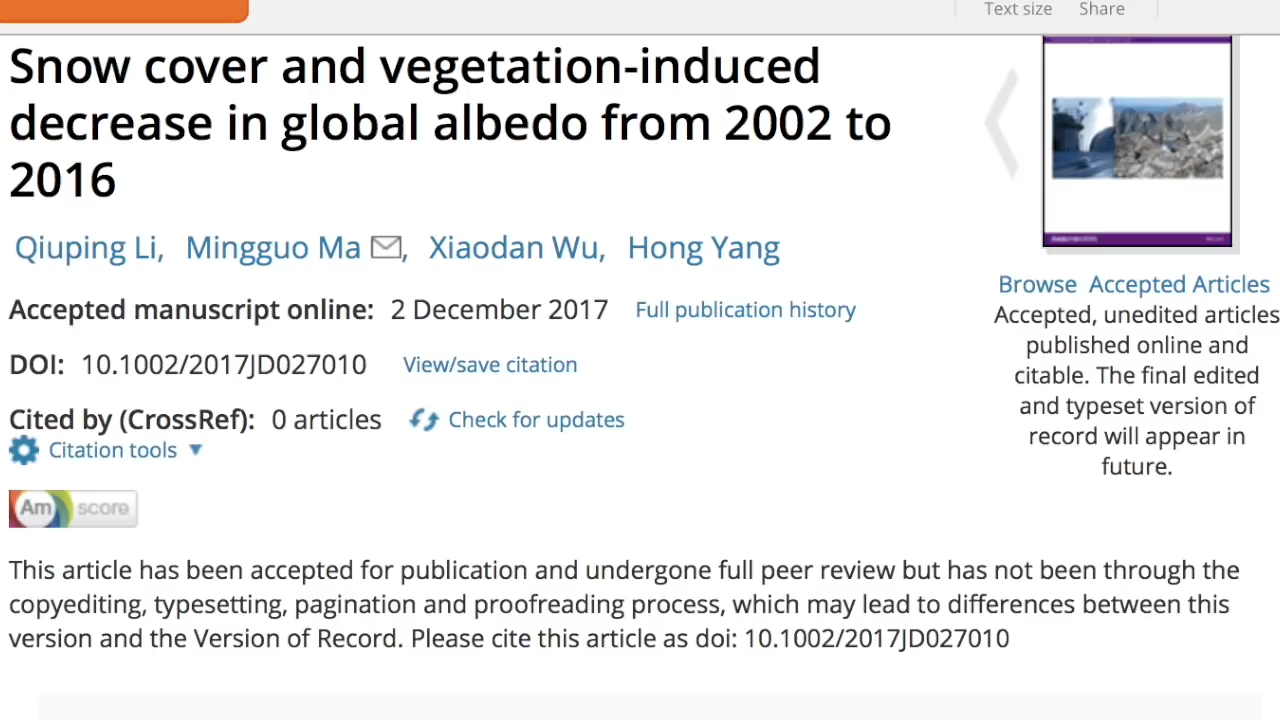 Text size Share
Snow cover and vegetation-induced
decrease in global albedo from 2002 to
2016
Qiuping Li, Mingguo Ma , Xiaodan Wu, Hong Yang
Accepted manuscript online: 2 December 2017 Full publication history
DOI: 10.1002/2017JD027010 View/save citation
Cited by (CrossRef): 0 articles Check for updates
Citation tools ▼
Am score
Browse Accepted Articles
Accepted, unedited articles
published online and
citable. The final edited
and typeset version of
record will appear in
future.
This article has been accepted for publication and undergone full peer review but has not been through the
copyediting, typesetting, pagination and proofreading process, which may lead to differences between this
version and the Version of Record. Please cite this article as doi: 10.1002/2017JD027010